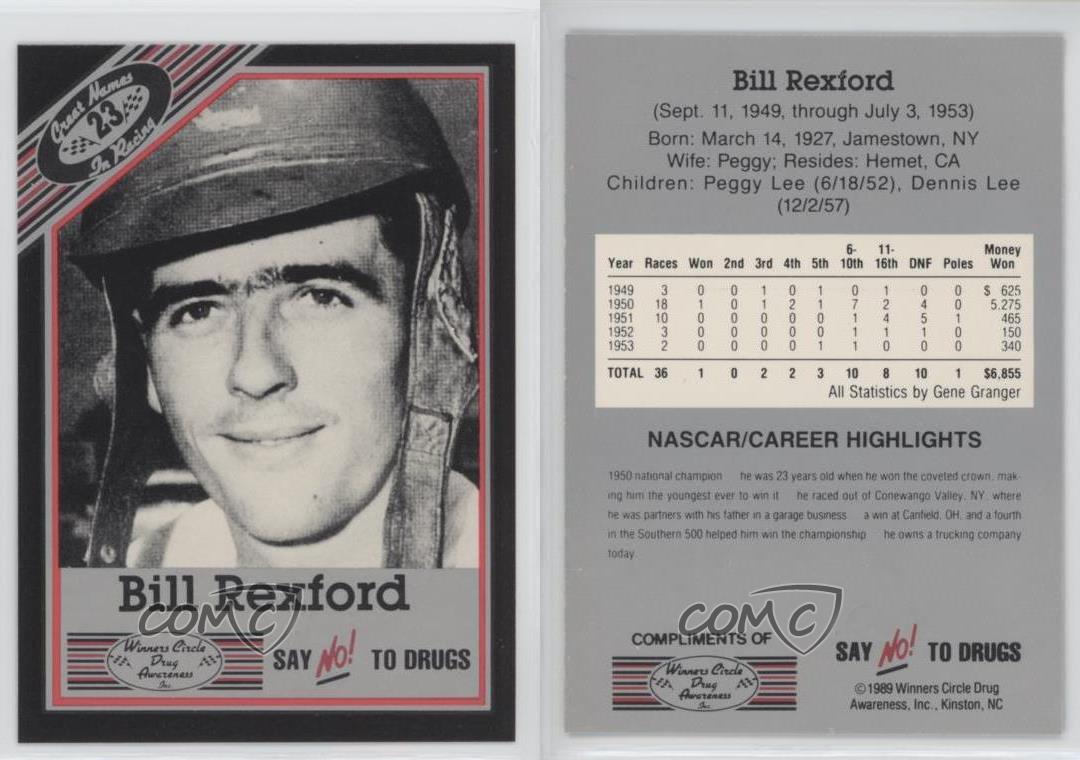 Great Names
23
In Racing
Bill Rexford
COMC
Winners Circle
Drug
Awareness
Inc.
SAY NO! TO DRUGS
Bill Rexford
(Sept. 11, 1949, through July 3, 1953)
Born: March 14, 1927, Jamestown, NY
Wife: Peggy; Resides: Hemet, CA
Children: Peggy Lee (6/18/52), Dennis Lee
(12/2/57)
6- 11- Money
Year Races Won 2nd 3rd 4th 5th 10th 16th DNF Poles Won
1949 3 0 0 1 0 1 0 1 0 0 $ 625
1950 18 1 0 1 2 1 7 2 4 0 5.275
1951 10 0 0 0 0 0 1 4 5 1 465
1952 3 0 0 0 0 0 1 1 1 0 150
1953 2 0 0 0 0 1 1 0 0 0 340
TOTAL 36 1 0 2 2 3 10 8 10 1 $6,855
All Statistics by Gene Granger
NASCAR/CAREER HIGHLIGHTS
1950 national champion he was 23 years old when he won the coveted crown, mak-
ing him the youngest ever to win it he raced out of Conewango Valley, NY, where
he was partners with his father in a garage business a win at Canfield, OH, and a fourth
in the Southern 500 helped him win the championship he owns a trucking company
today.
COMC
COMPLIMENTS OF
Winners Circle
Drug
Awareness
Inc.
SAY NO! TO DRUGS
©1989 Winners Circle Drug
Awareness, Inc., Kinston, NC